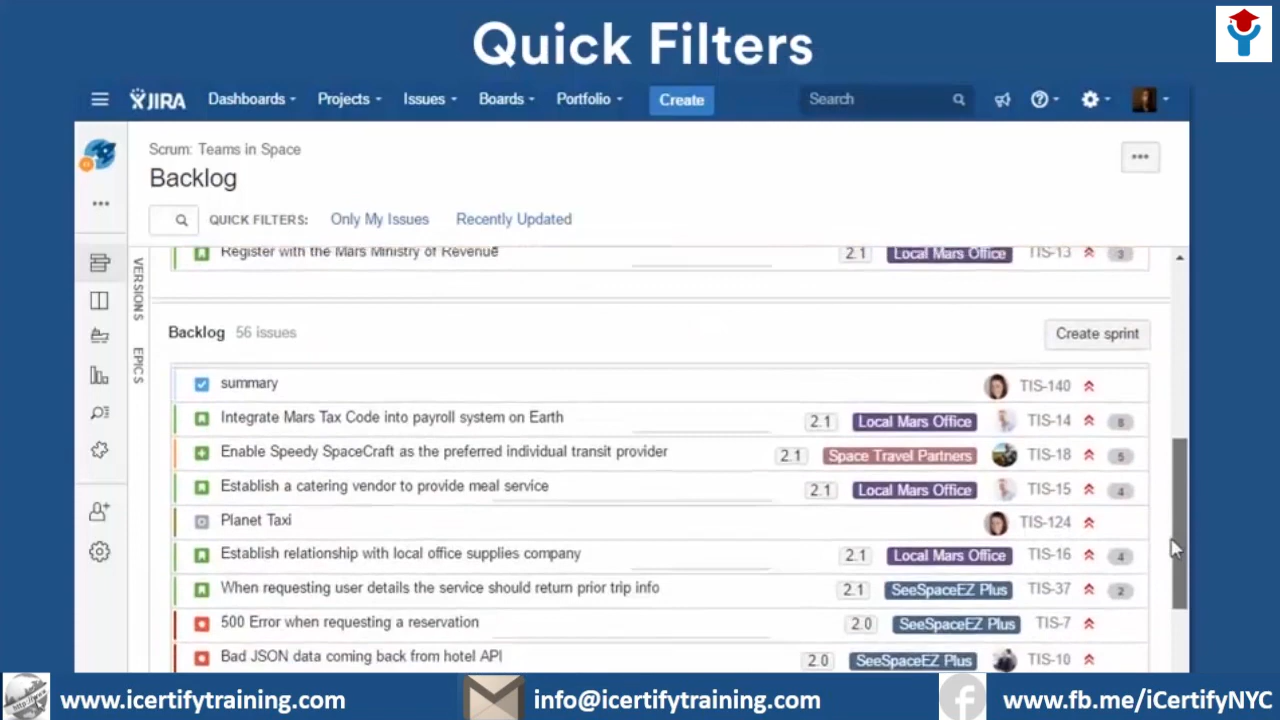 Quick Filters
JIRA Dashboards Projects Issues Boards Portfolio Create Search
Scrum: Teams in Space
Backlog
QUICK FILTERS: Only My Issues Recently Updated
VERSIONS
EPICS
Register with the Mars Ministry of Revenue 2.1 Local Mars Office TIS-13 3
Backlog 56 issues Create sprint
summary TIS-140
Integrate Mars Tax Code into payroll system on Earth 2.1 Local Mars Office TIS-14 8
Enable Speedy SpaceCraft as the preferred individual transit provider 2.1 Space Travel Partners TIS-18 5
Establish a catering vendor to provide meal service 2.1 Local Mars Office TIS-15 4
Planet Taxi TIS-124
Establish relationship with local office supplies company 2.1 Local Mars Office TIS-16 4
When requesting user details the service should return prior trip info 2.1 SeeSpaceEZ Plus TIS-37 2
500 Error when requesting a reservation 2.0 SeeSpaceEZ Plus TIS-7
Bad JSON data coming back from hotel API 2.0 SeeSpaceEZ Plus TIS-10
www.icertifytraining.com info@icertifytraining.com www.fb.me/iCertifyNYC